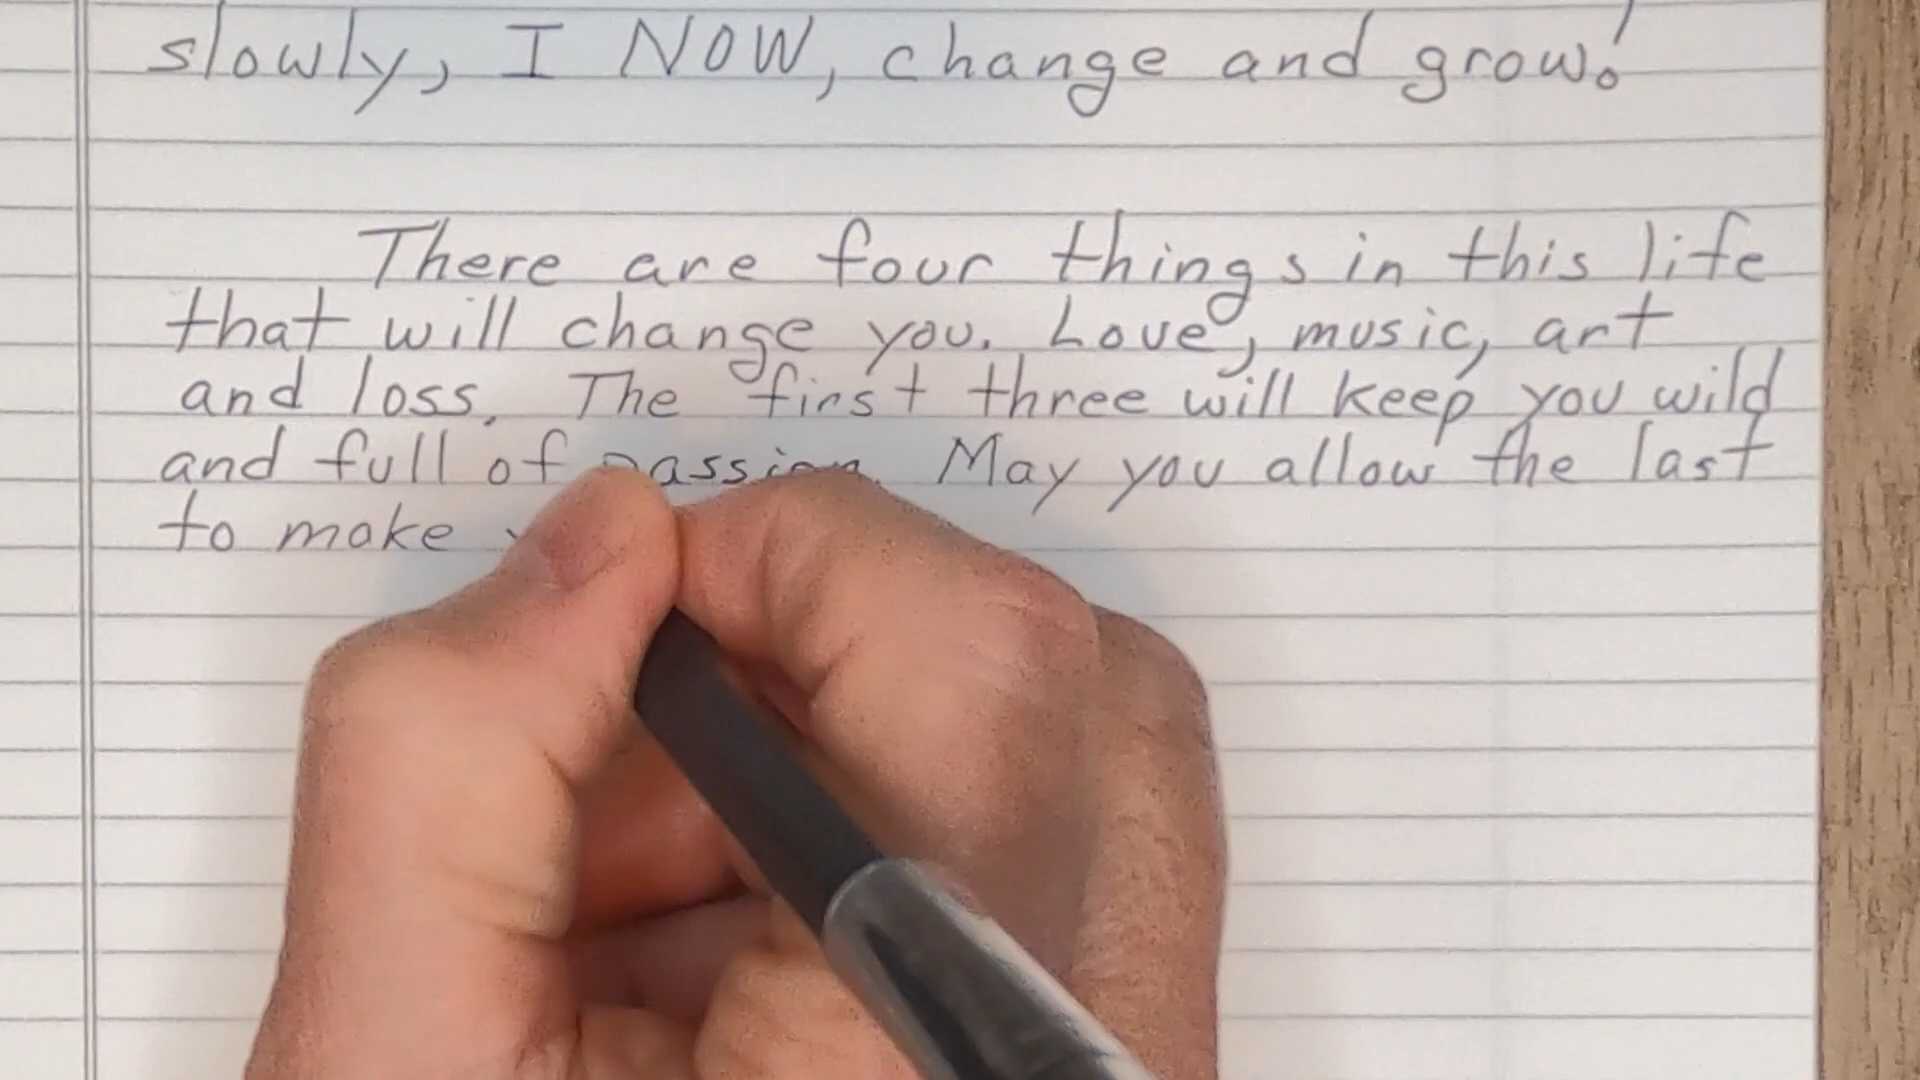 slowly, I NOW, change and grow!
There are four things in this life
that will change you. Love, music, art
and loss. The first three will keep you wild
and full of passion. May you allow the last
to make